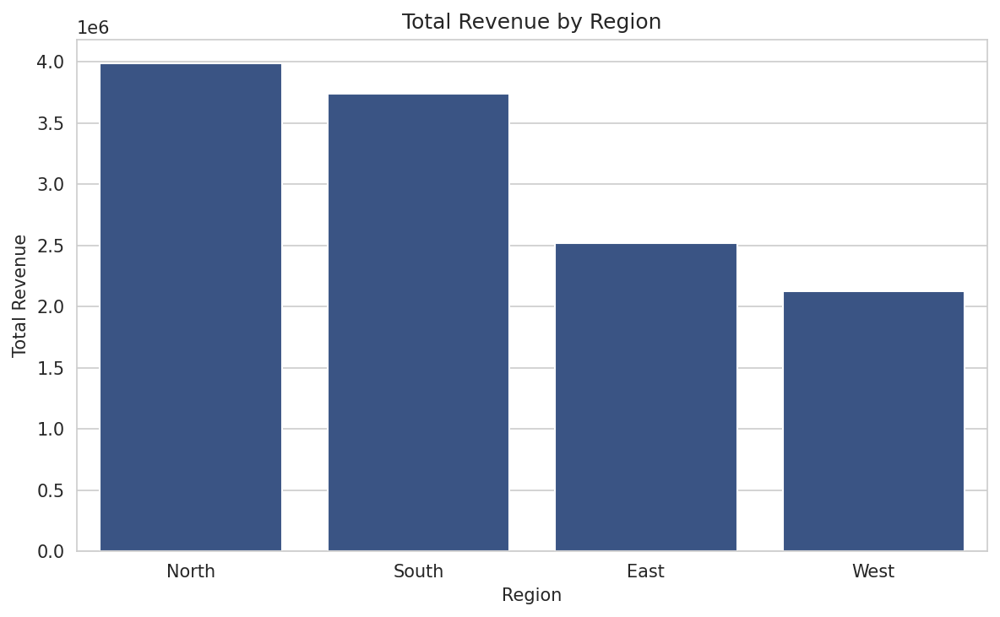 Total Revenue by Region
1e6
4.0
3.5
3.0
2.5
2.0
1.5
1.0
0.5
0.0
Total Revenue
North South East West
Region